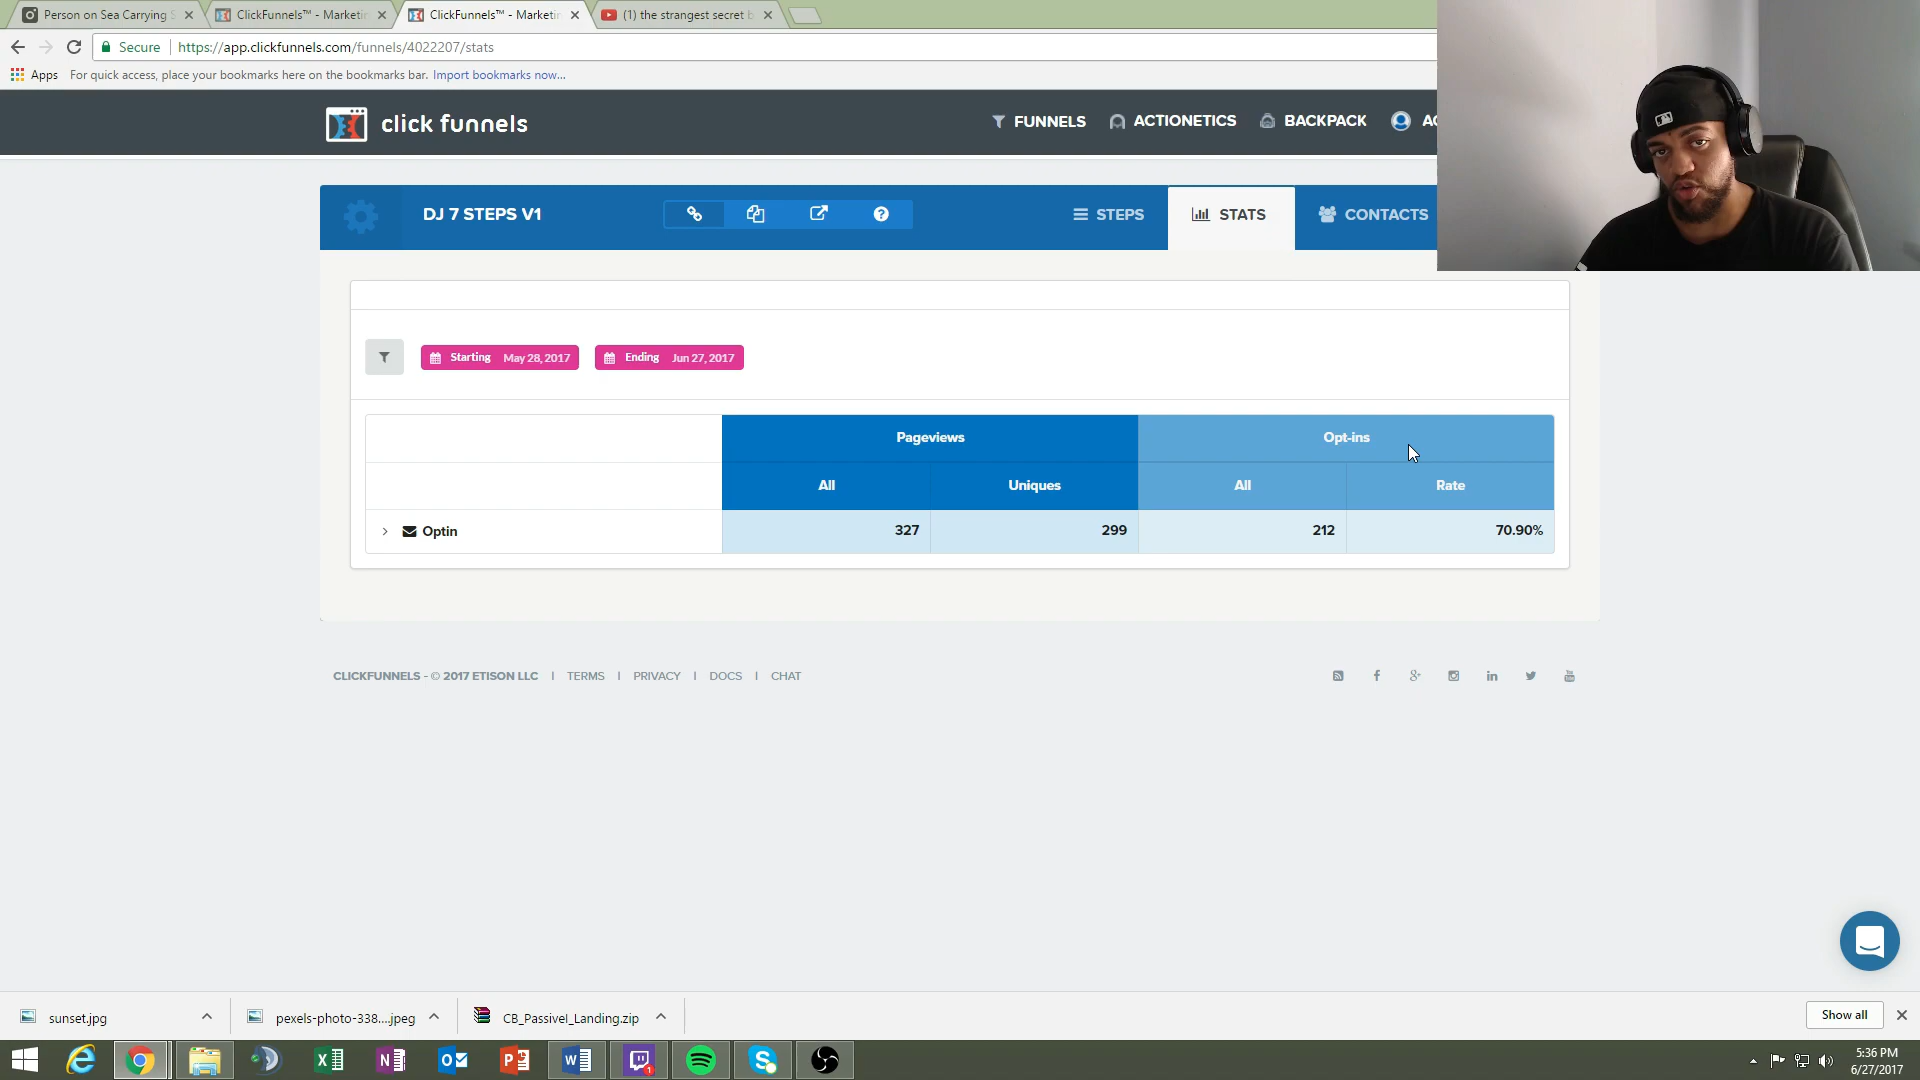 Person on Sea Carrying S
ClickFunnels™ - Marketin
ClickFunnels™ - Marketin
(1) the strangest secret b
Secure
https://app.clickfunnels.com/funnels/4022207/stats
Apps
For quick access, place your bookmarks here on the bookmarks bar. Import bookmarks now...
click funnels
FUNNELS
ACTIONETICS
BACKPACK
AC
DJ 7 STEPS V1
STEPS
STATS
CONTACTS
Starting May 28, 2017
Ending Jun 27, 2017
Pageviews
Opt-ins
All
Uniques
All
Rate
Optin
327
299
212
70.90%
CLICKFUNNELS - © 2017 ETISON LLC | TERMS | PRIVACY | DOCS | CHAT
sunset.jpg
pexels-photo-338....jpeg
CB_Passivel_Landing.zip
Show all
5:36 PM
6/27/2017